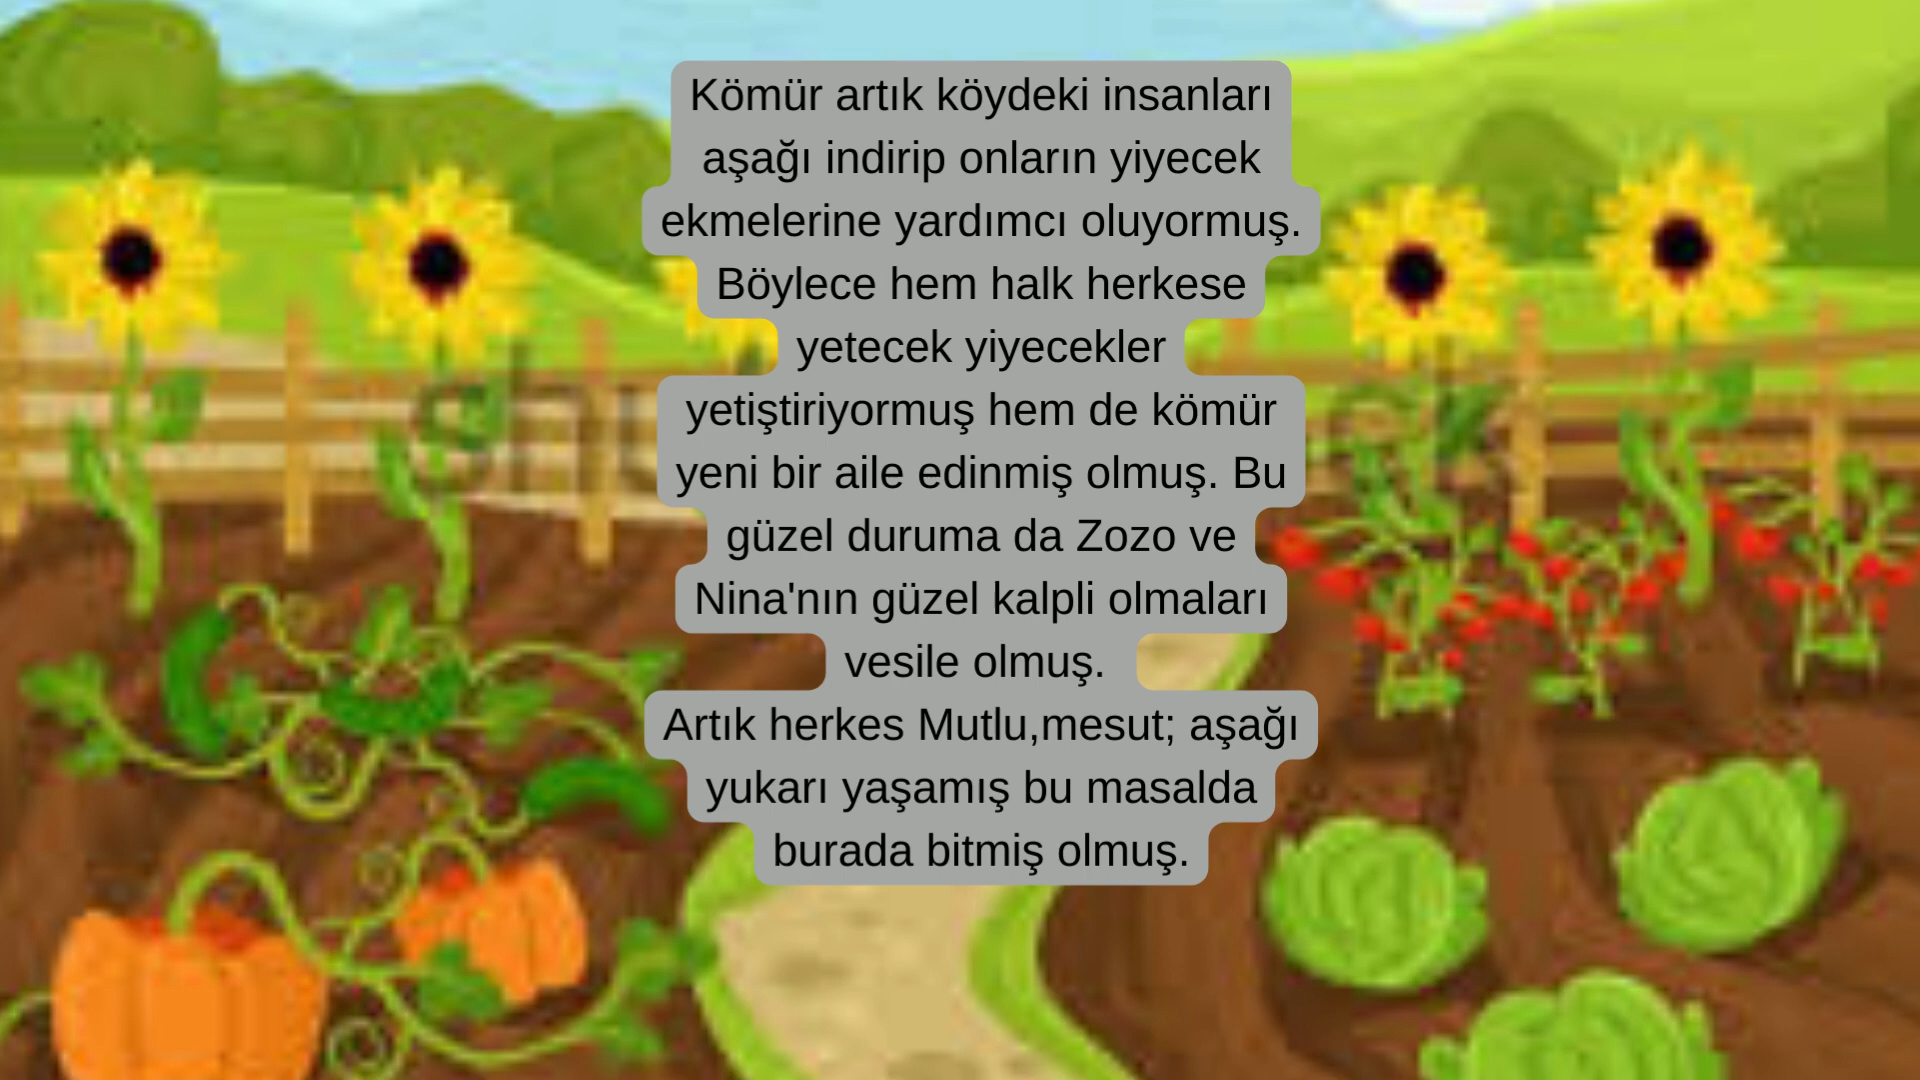 Kömür artık köydeki insanları
aşağı indirip onların yiyecek
ekmelerine yardımcı oluyormuş.
Böylece hem halk herkese
yetecek yiyecekler
yetiştiriyormuş hem de kömür
yeni bir aile edinmiş olmuş. Bu
güzel duruma da Zozo ve
Nina'nın güzel kalpli olmaları
vesile olmuş.
Artık herkes Mutlu,mesut; aşağı
yukarı yaşamış bu masalda
burada bitmiş olmuş.